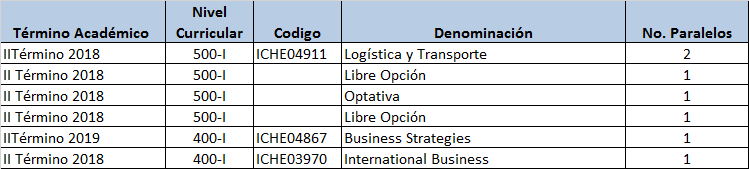 Término Académico Nivel Curricular Codigo Denominación No. Paralelos
IITérmino 2018 500-I ICHE04911 Logística y Transporte 2
II Término 2018 500-I Libre Opción 1
II Término 2018 500-I Optativa 1
II Término 2018 500-I Libre Opción 1
IITérmino 2019 400-I ICHE04867 Business Strategies 1
II Término 2018 400-I ICHE03970 International Business 1